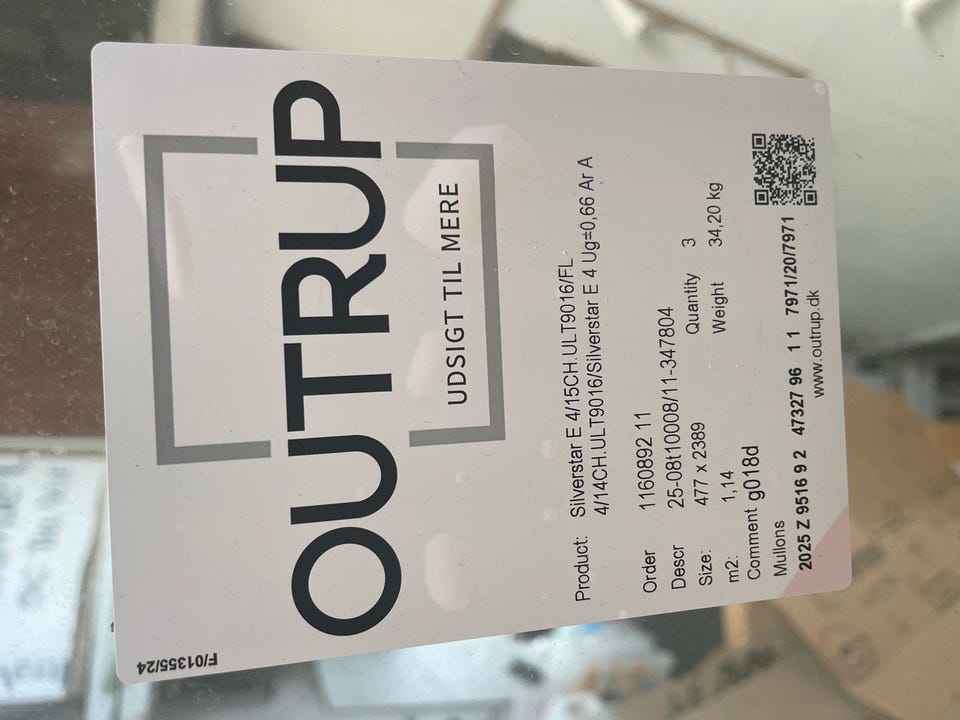 OUTRUP
UDSIGT TIL MERE
Product: Silverstar E 4/15CH.ULT9016/FL
4/14CH.ULT9016/Silverstar E 4 Ug=0,66 Ar A
Order 1160892 11
Descr 25-08t10008/11-347804
Size: 477 x 2389 Quantity 3
m2: 1,14 Weight 34,20 kg
Comment g018d
Mullons
2025 Z 9516 9 2 47327 96 1 1 7971/20/7971
www.outrup.dk
F/01355/24